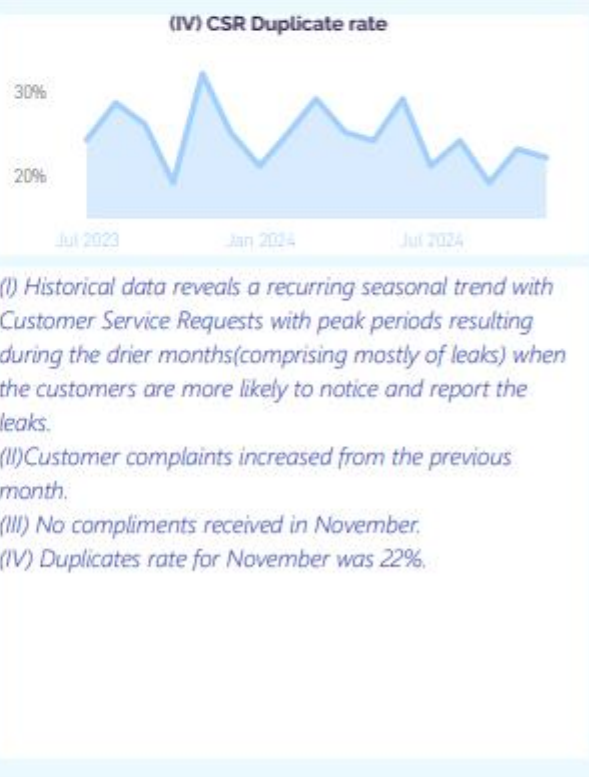 (IV) CSR Duplicate rate
30%
20%
Jul 2023
Jan 2024
Jul 2024
(I) Historical data reveals a recurring seasonal trend with
Customer Service Requests with peak periods resulting
during the drier months(comprising mostly of leaks) when
the customers are more likely to notice and report the
leaks.
(II)Customer complaints increased from the previous
month.
(III) No compliments received in November.
(IV) Duplicates rate for November was 22%.